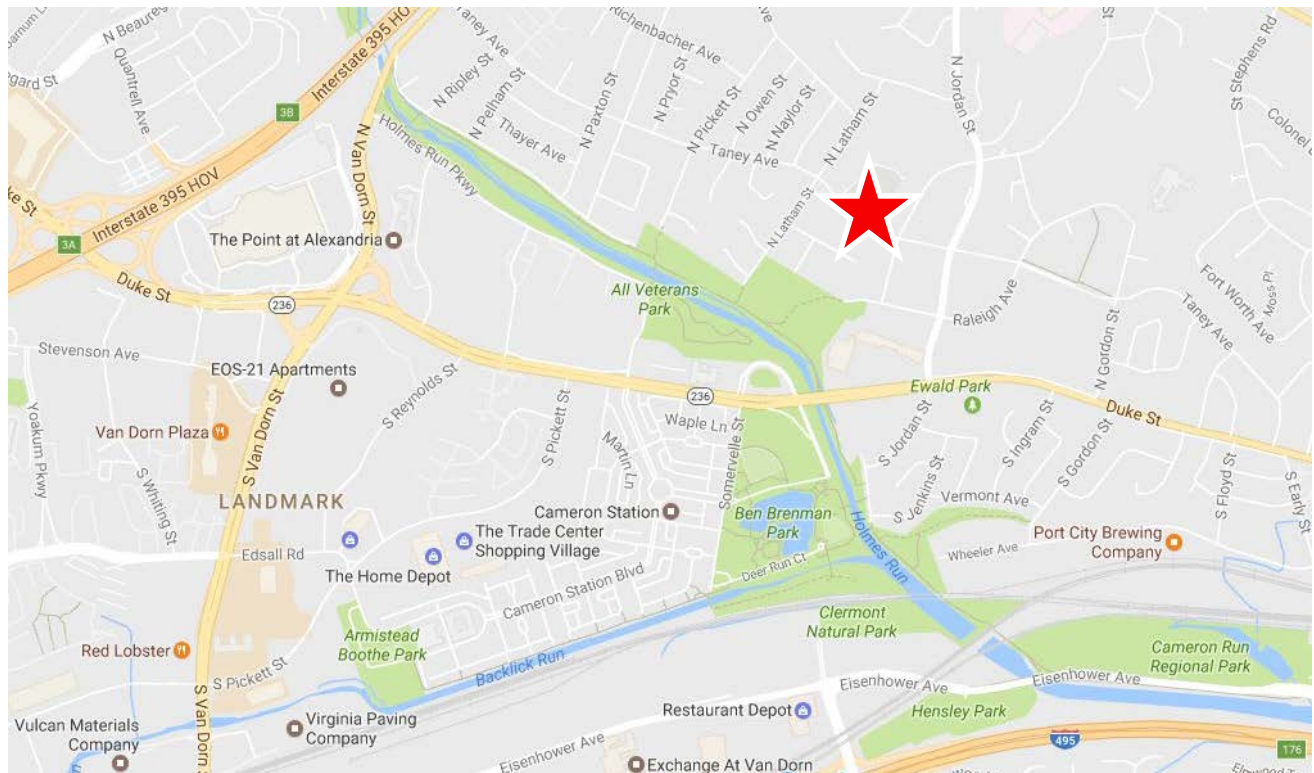 N Beaureg
gard St
Quantrell Ave
Interstate 395 HOV
3B
Taney Ave
Richenbacher Ave
N Ripley St
N Pelham St
Thayer Ave
N Paxton St
N Pryor St
N Pickett St
N Owen St
N Naylor St
Taney Ave
N Latham St
N Jordan St
St Stephens Rd
Colonel
Holmes Run Pkwy
N Van Dorn St
ke St
Interstate 395 HOV
3A
The Point at Alexandria
N Latham St
Duke St
236
All Veterans
Park
Raleigh Ave
Fort Worth Ave
Moss Pl
Taney Ave
N Gordon St
Stevenson Ave
EOS-21 Apartments
S Reynolds St
236
Ewald Park
Duke St
Yoakum Pkwy
Van Dorn Plaza
S Van Dorn St
S Whiting St
S Pickett St
Waple Ln
Martin Ln
Somervelle St
S Jordan St
S Ingram St
S Gordon St
S Jenkins St
S Floyd St
S Early St
LANDMARK
Cameron Station
Ben Brenman
Park
Vermont Ave
Edsall Rd
The Trade Center
Shopping Village
The Home Depot
Holmes Run
Wheeler Ave
Port City Brewing
Company
Deer Run Ct
Cameron Station Blvd
Armistead
Boothe Park
Clermont
Natural Park
Red Lobster
Backlick Run
Cameron Run
Regional Park
S Pickett St
Eisenhower Ave
Eisenhower Ave
Vulcan Materials
Company
Virginia Paving
Company
S Van Dorn S
Restaurant Depot
Hensley Park
Eisenhower Ave
495
176
Exchange At Van Dorn